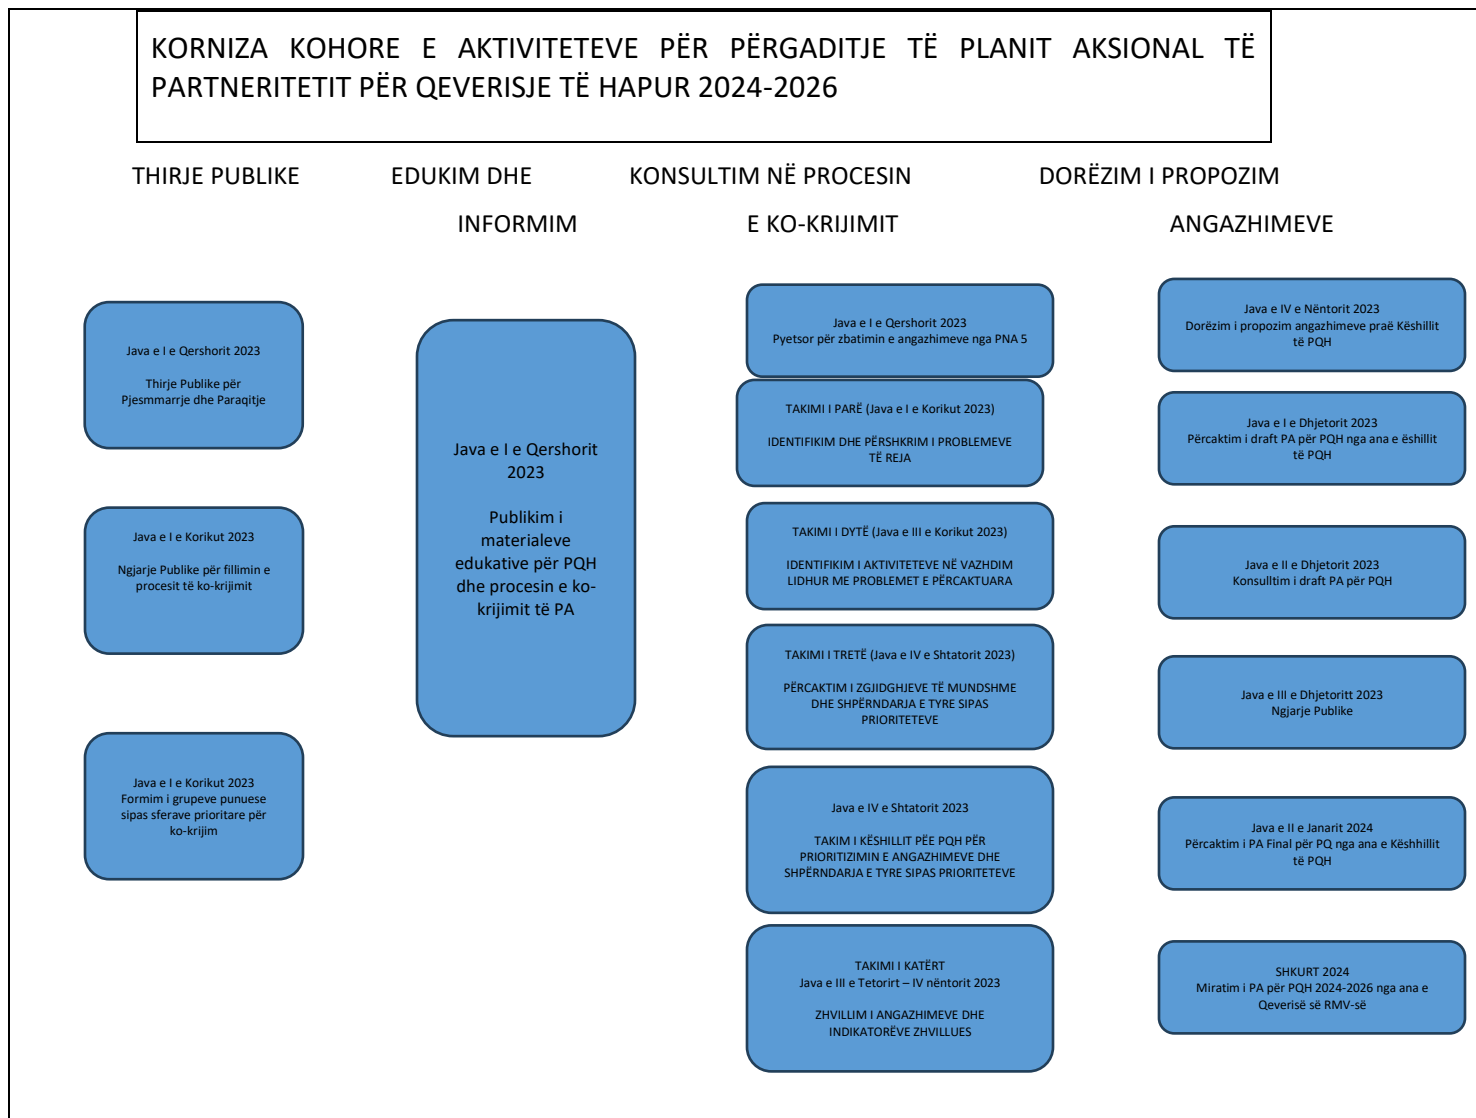 KORNIZA KOHORE E AKTIVITETEVE PËR PËRGADITJE TË PLANIT AKSIONAL TË
PARTNERITETIT PËR QEVERISJE TË HAPUR 2024-2026
THIRJE PUBLIKE EDUKIM DHE KONSULTIM NË PROCESIN DORËZIM I PROPOZIM
INFORMIM E KO-KRIJIMIT ANGAZHIMEVE
Java e I e Qershorit 2023
Thirje Publike për
Pjesmmarrje dhe Paraqitje
Java e I e Korikut 2023
Ngjarje Publike për fillimin e
procesit të ko-krijimit
Java e I e Korikut 2023
Formim i grupeve punuese
sipas sferave prioritare për
ko-krijim
Java e I e Qershorit
2023
Publikim i
materialeve
edukative për PQH
dhe procesin e ko-
krijimit të PA
Java e I e Qershorit 2023
Pyetsor për zbatimin e angazhimeve nga PNA 5
TAKIMI I PARË (Java e I e Korikut 2023)
IDENTIFIKIM DHE PËRSHKRIM I PROBLEMEVE
TË REJA
TAKIMI I DYTË (Java e III e Korikut 2023)
IDENTIFIKIM I AKTIVITETEVE NË VAZHDIM
LIDHUR ME PROBLEMET E PËRCAKTUARA
TAKIMI I TRETË (Java e IV e Shtatorit 2023)
PËRCAKTIM I ZGJIDGHJEVE TË MUNDSHME
DHE SHPËRNDARJA E TYRE SIPAS
PRIORITETEVE
Java e IV e Shtatorit 2023
TAKIM I KËSHILLIT PËE PQH PËR
PRIORITIZIMIN E ANGAZHIMEVE DHE
SHPËRNDARJA E TYRE SIPAS PRIORITETEVE
TAKIMI I KATËRT
Java e III e Tetorirt – IV nëntorit 2023
ZHVILLIM I ANGAZHIMEVE DHE
INDIKATORËVE ZHVILLUES
Java e IV e Nëntorit 2023
Dorëzim i propozim angazhimeve praë Këshillit
të PQH
Java e I e Dhjetorit 2023
Përcaktim i draft PA për PQH nga ana e ëshillit
të PQH
Java e II e Dhjetorit 2023
Konsulltim i draft PA për PQH
Java e III e Dhjetoritt 2023
Ngjarje Publike
Java e II e Janarit 2024
Përcaktim i PA Final për PQ nga ana e Këshhillit
të PQH
SHKURT 2024
Miratim i PA për PQH 2024-2026 nga ana e
Qeverisë së RMV-së